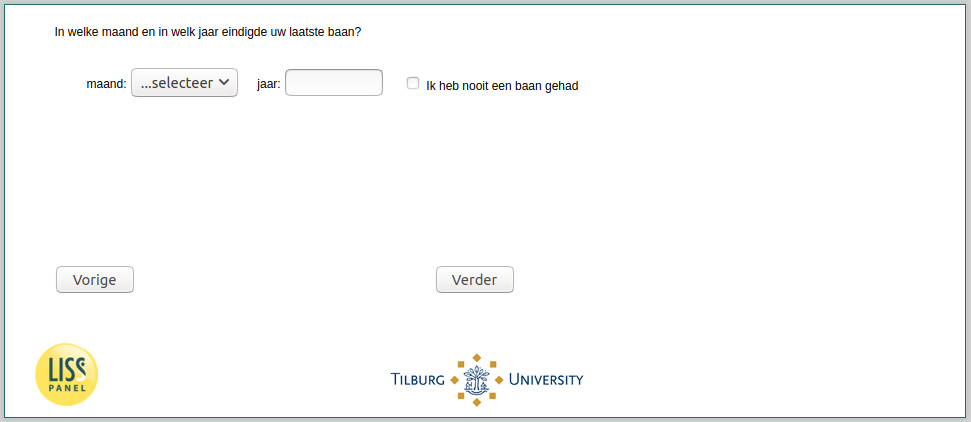 In welke maand en in welk jaar eindigde uw laatste baan?
maand: ...selecteer jaar: Ik heb nooit een baan gehad
Vorige Verder
LISS
PANEL
TILBURG UNIVERSITY